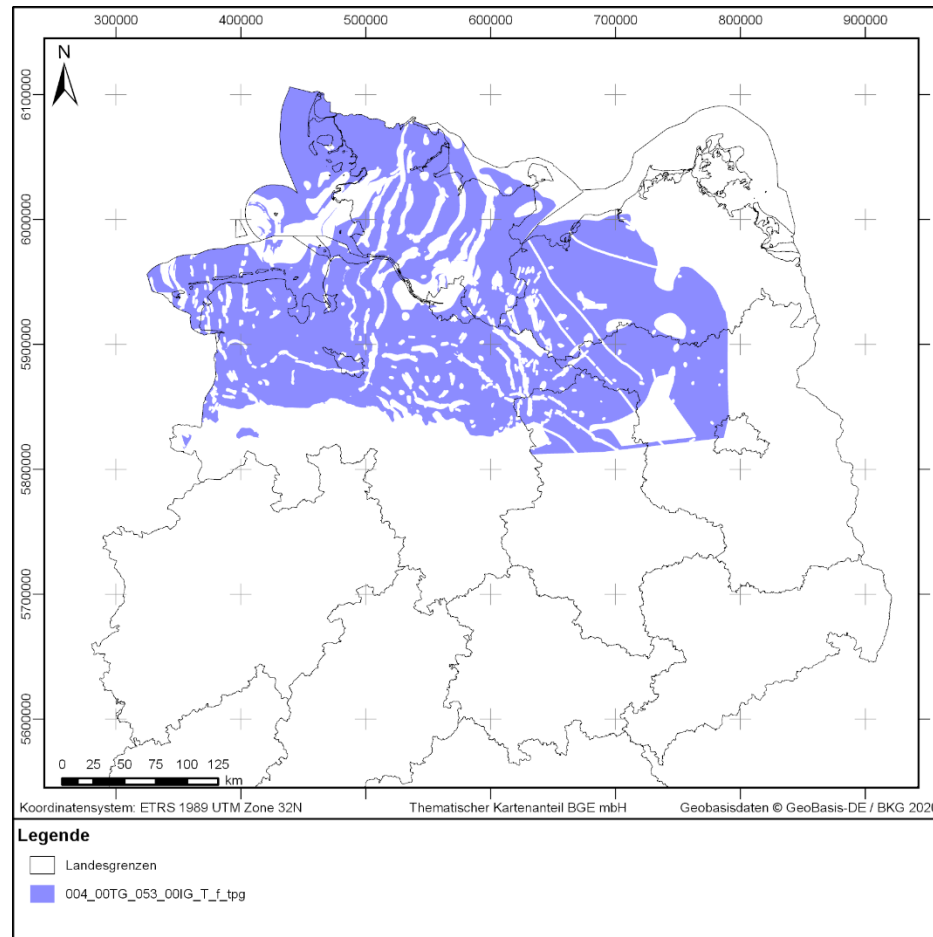 300000 400000 500000 600000 700000 800000 900000
N
6100000
6000000
5900000
5800000
5700000
5600000
0 25 50 75 100 125
km
Koordinatensystem: ETRS 1989 UTM Zone 32N Thematischer Kartenanteil BGE mbH Geobasisdaten © GeoBasis-DE / BKG 2020
Legende
Landesgrenzen
004_00TG_053_00IG_T_f_tpg